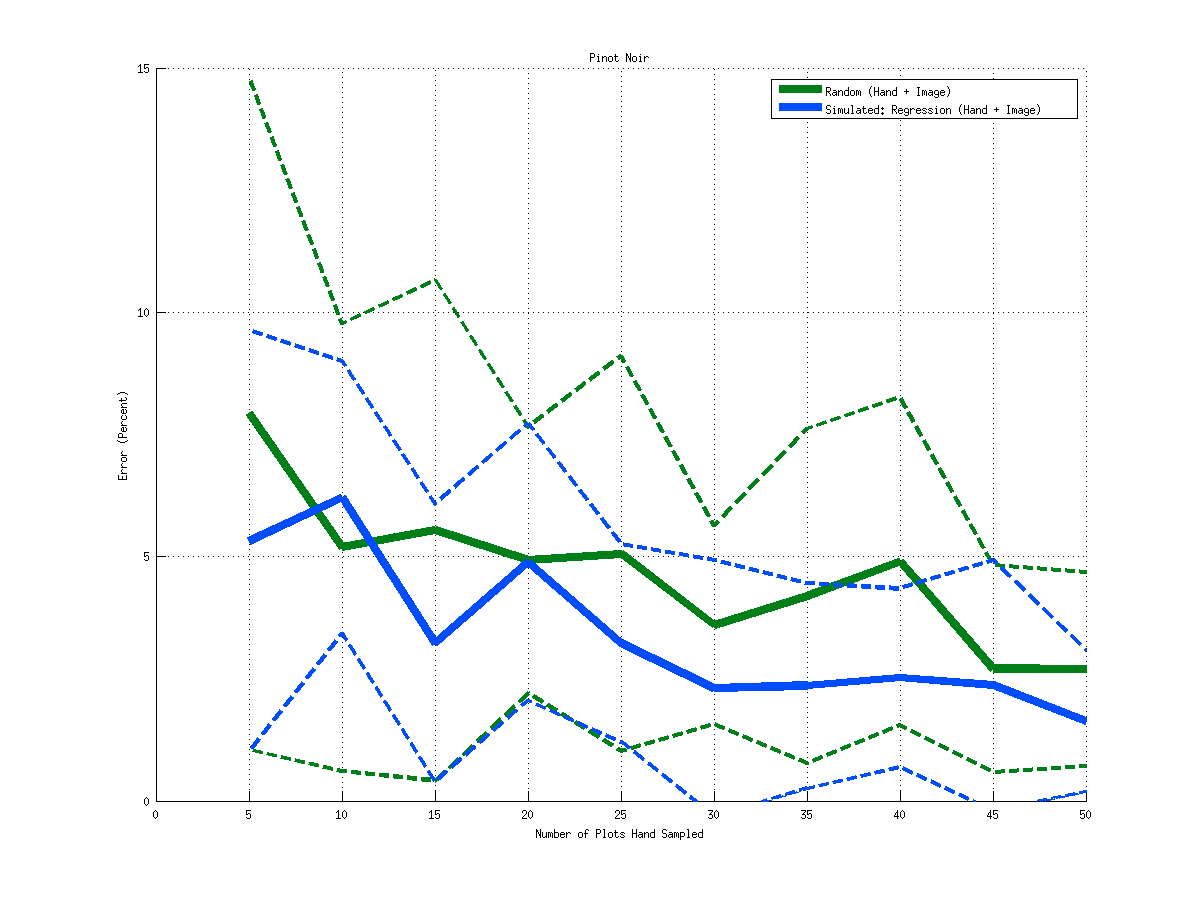 Pinot Noir
15
Random (Hand + Image)
Simulated: Regression (Hand + Image)
10
Error (Percent)
5
0
0 5 10 15 20 25 30 35 40 45 50
Number of Plots Hand Sampled